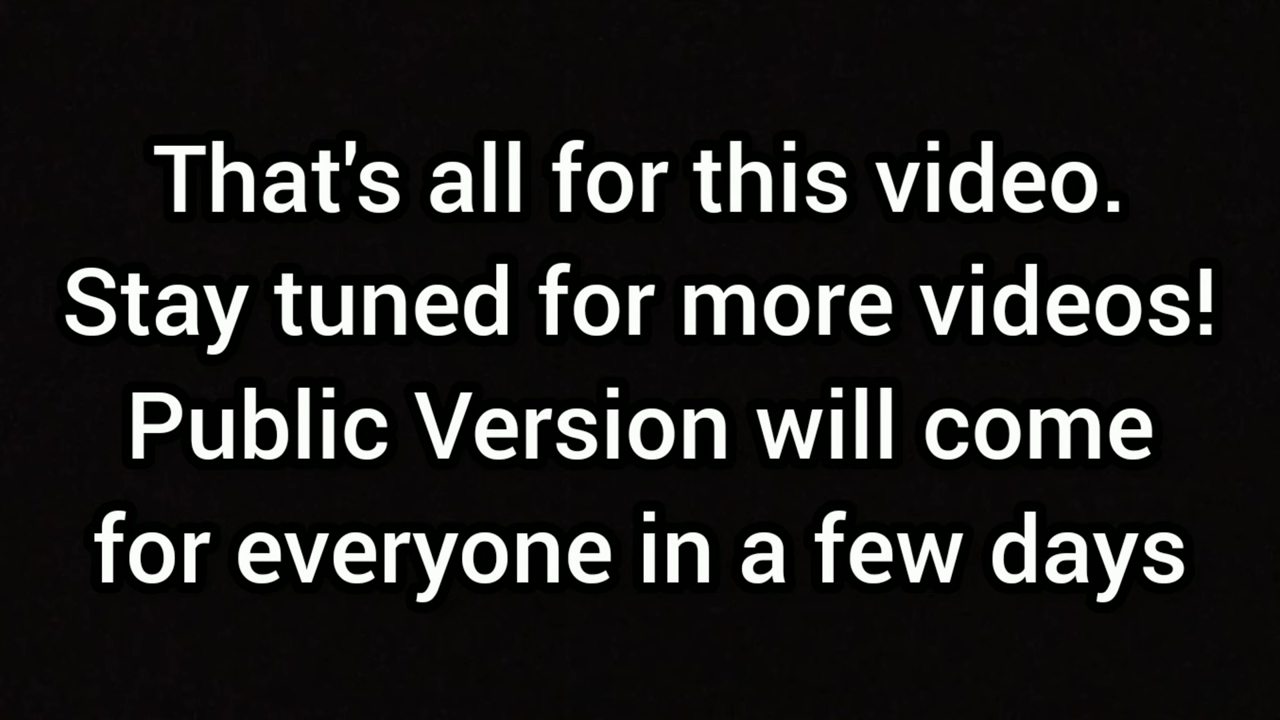 That's all for this video.
Stay tuned for more videos!
Public Version will come
for everyone in a few days